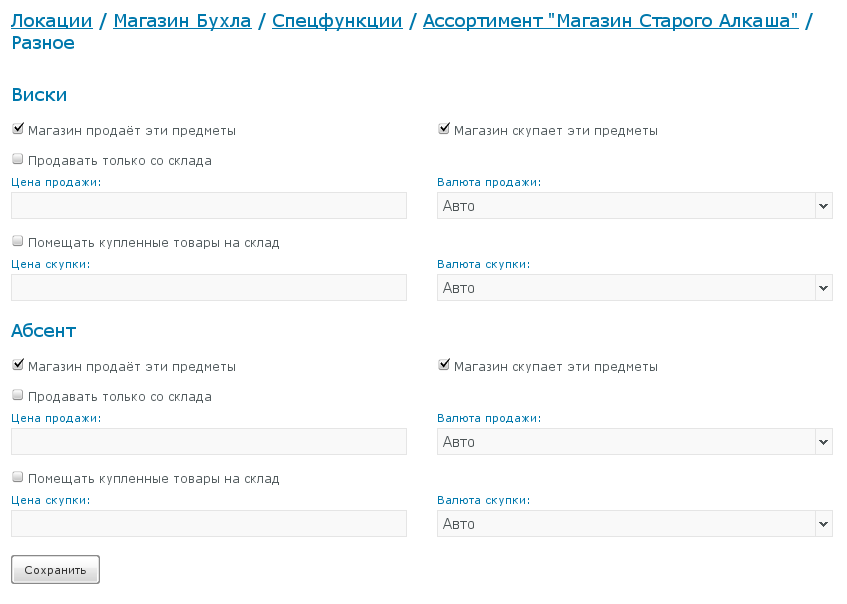 Локации / Магазин Бухла / Спецфункции / Ассортимент "Магазин Старого Алкаша" /
Разное
Виски
Магазин продаёт эти предметы
Магазин скупает эти предметы
Продавать только со склада
Цена продажи:
Валюта продажи:
Авто
Помещать купленные товары на склад
Цена скупки:
Валюта скупки:
Авто
Абсент
Магазин продаёт эти предметы
Магазин скупает эти предметы
Продавать только со склада
Цена продажи:
Валюта продажи:
Авто
Помещать купленные товары на склад
Цена скупки:
Валюта скупки:
Авто
Сохранить